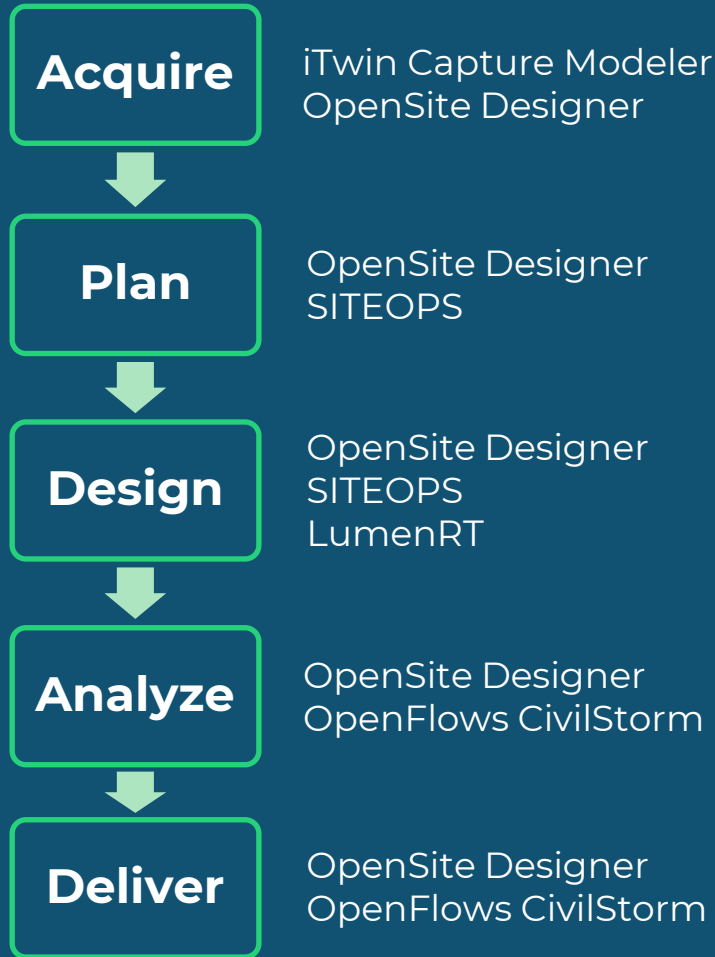 Acquire
iTwin Capture Modeler
OpenSite Designer
Plan
OpenSite Designer
SITEOPS
Design
OpenSite Designer
SITEOPS
LumenRT
Analyze
OpenSite Designer
OpenFlows CivilStorm
Deliver
OpenSite Designer
OpenFlows CivilStorm